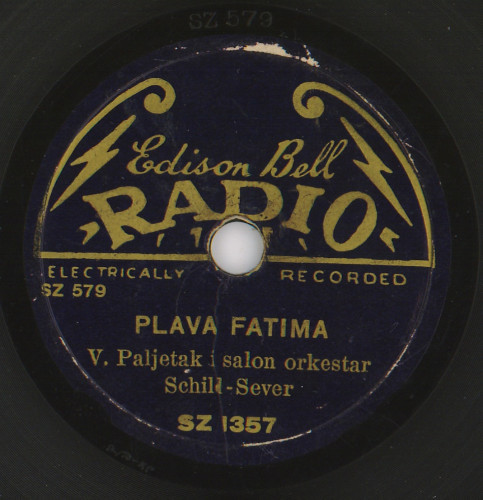 SZ 579
Edison Bell
RADIO
ELECTRICALLY RECORDED
SZ 579
PLAVA FATIMA
V. Paljetak i salon orkestar
Schild-Sever
SZ 1357